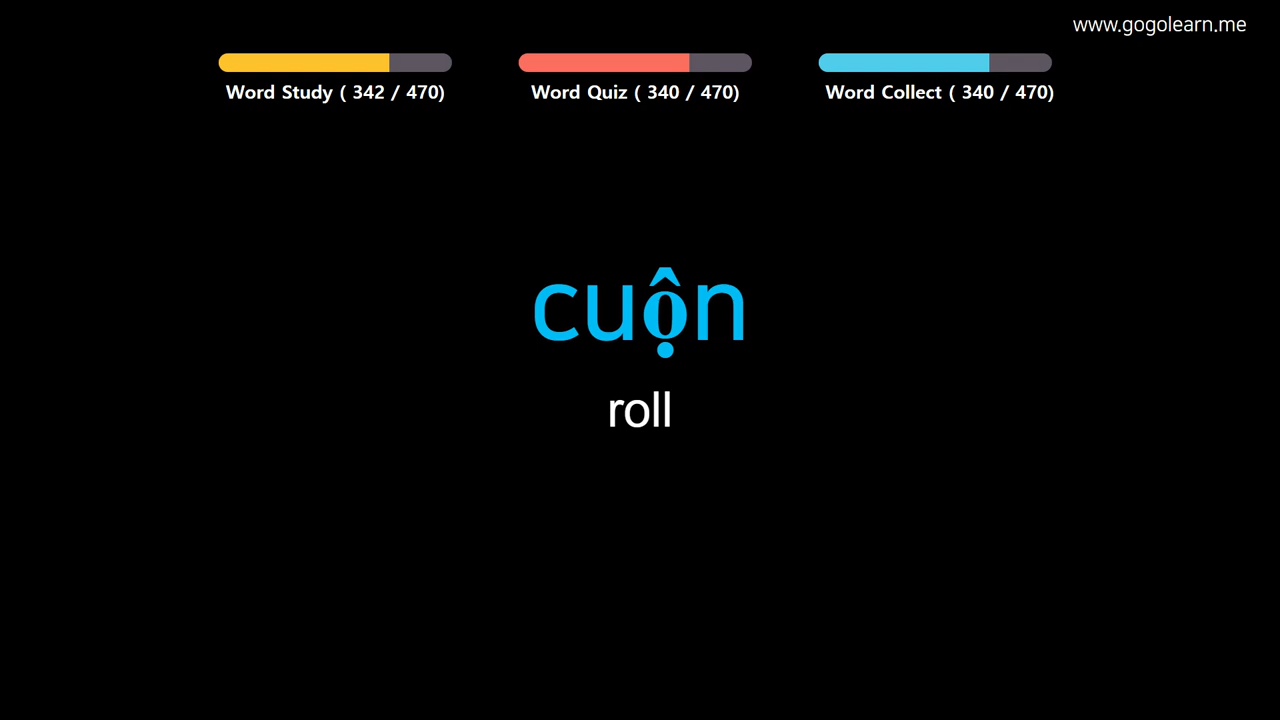 www.gogolearn.me
Word Study ( 342 / 470)
Word Quiz ( 340 / 470)
Word Collect ( 340 / 470)
cuộn
roll